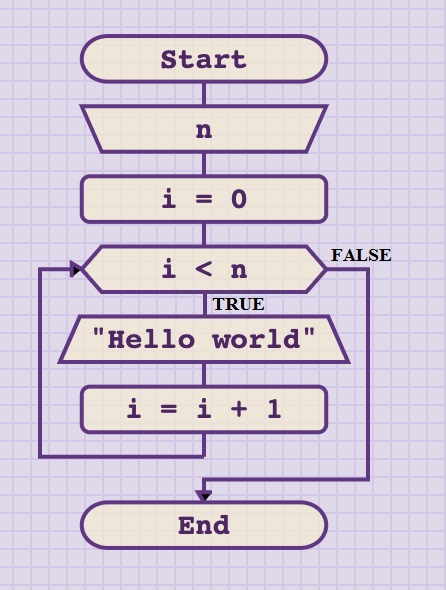 Start
n
i = 0
i < n
FALSE
TRUE
"Hello world"
i = i + 1
End